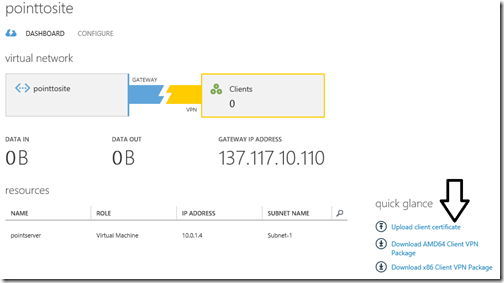 pointtosite
DASHBOARD CONFIGURE
virtual network
pointtosite
GATEWAY
VPN
Clients
0
DATA IN DATA OUT GATEWAY IP ADDRESS
0 B 0 B 137.117.10.110
resources
NAME ROLE IP ADDRESS SUBNET NAME
pointserver Virtual Machine 10.0.1.4 Subnet-1
quick glance
Upload client certificate
Download AMD64 Client VPN
Package
Download x86 Client VPN Package